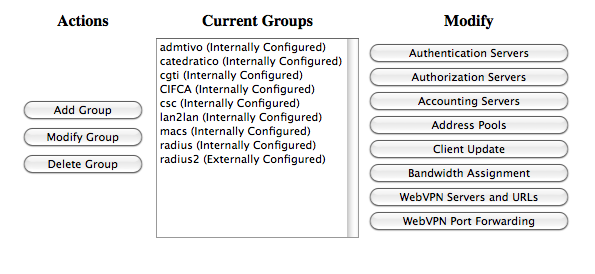 Actions
Current Groups
Modify
Add Group
Modify Group
Delete Group
admtivo (Internally Configured)
catedratico (Internally Configured)
cgti (Internally Configured)
CIFCA (Internally Configured)
csc (Internally Configured)
lan2lan (Internally Configured)
macs (Internally Configured)
radius (Internally Configured)
radius2 (Externally Configured)
Authentication Servers
Authorization Servers
Accounting Servers
Address Pools
Client Update
Bandwidth Assignment
WebVPN Servers and URLs
WebVPN Port Forwarding